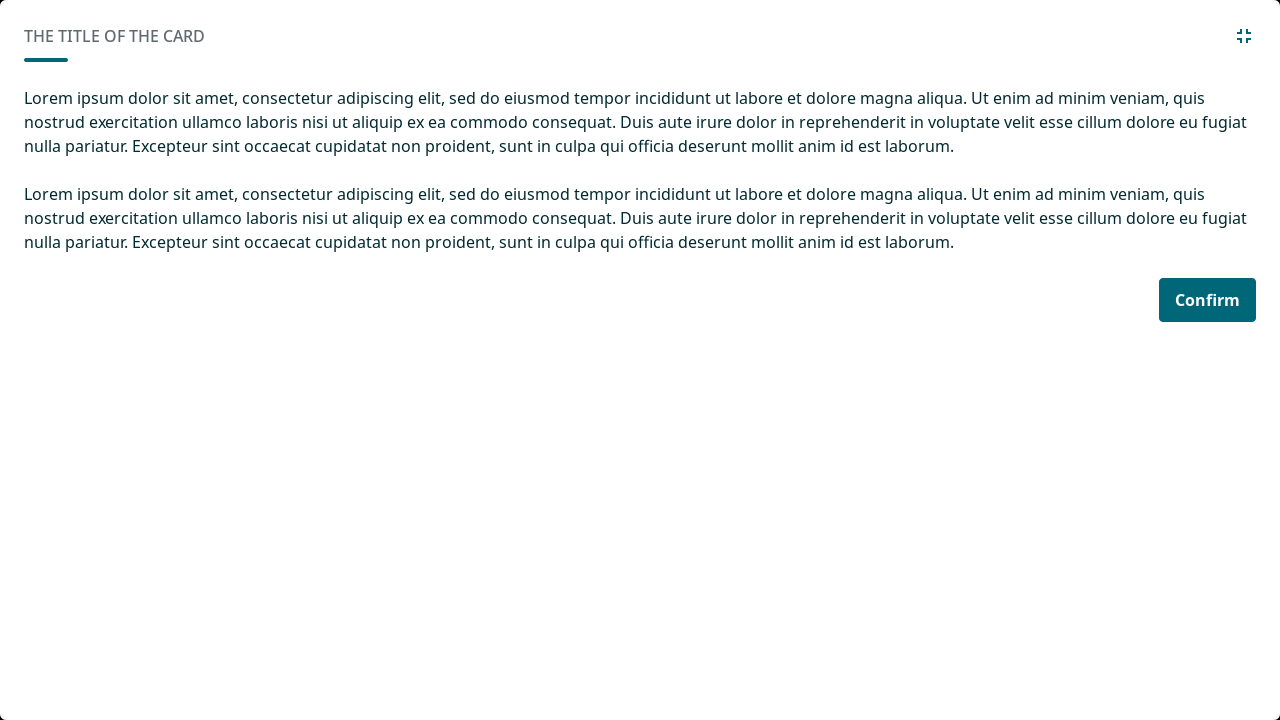 THE TITLE OF THE CARD
Lorem ipsum dolor sit amet, consectetur adipiscing elit, sed do eiusmod tempor incididunt ut labore et dolore magna aliqua. Ut enim ad minim veniam, quis
nostrud exercitation ullamco laboris nisi ut aliquip ex ea commodo consequat. Duis aute irure dolor in reprehenderit in voluptate velit esse cillum dolore eu fugiat
nulla pariatur. Excepteur sint occaecat cupidatat non proident, sunt in culpa qui officia deserunt mollit anim id est laborum.
Lorem ipsum dolor sit amet, consectetur adipiscing elit, sed do eiusmod tempor incididunt ut labore et dolore magna aliqua. Ut enim ad minim veniam, quis
nostrud exercitation ullamco laboris nisi ut aliquip ex ea commodo consequat. Duis aute irure dolor in reprehenderit in voluptate velit esse cillum dolore eu fugiat
nulla pariatur. Excepteur sint occaecat cupidatat non proident, sunt in culpa qui officia deserunt mollit anim id est laborum.
Confirm